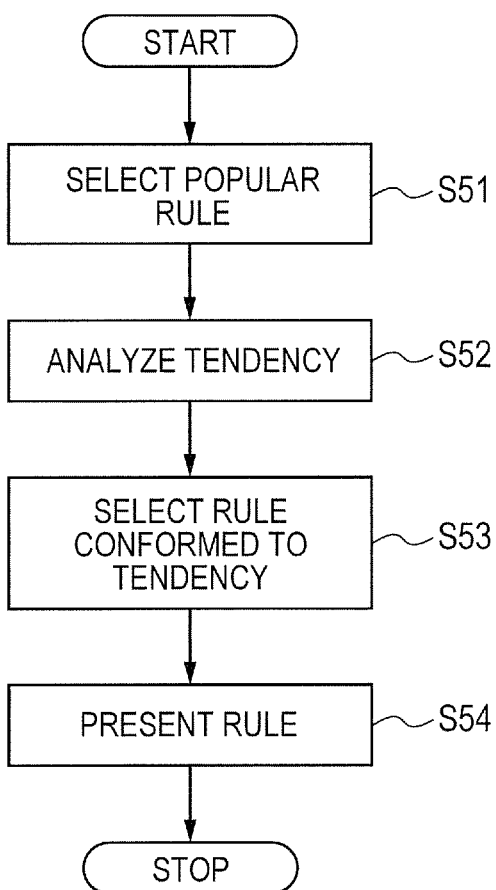 START
SELECT POPULAR
RULE
S51
ANALYZE TENDENCY
S52
SELECT RULE
CONFORMED TO
TENDENCY
S53
PRESENT RULE
S54
STOP